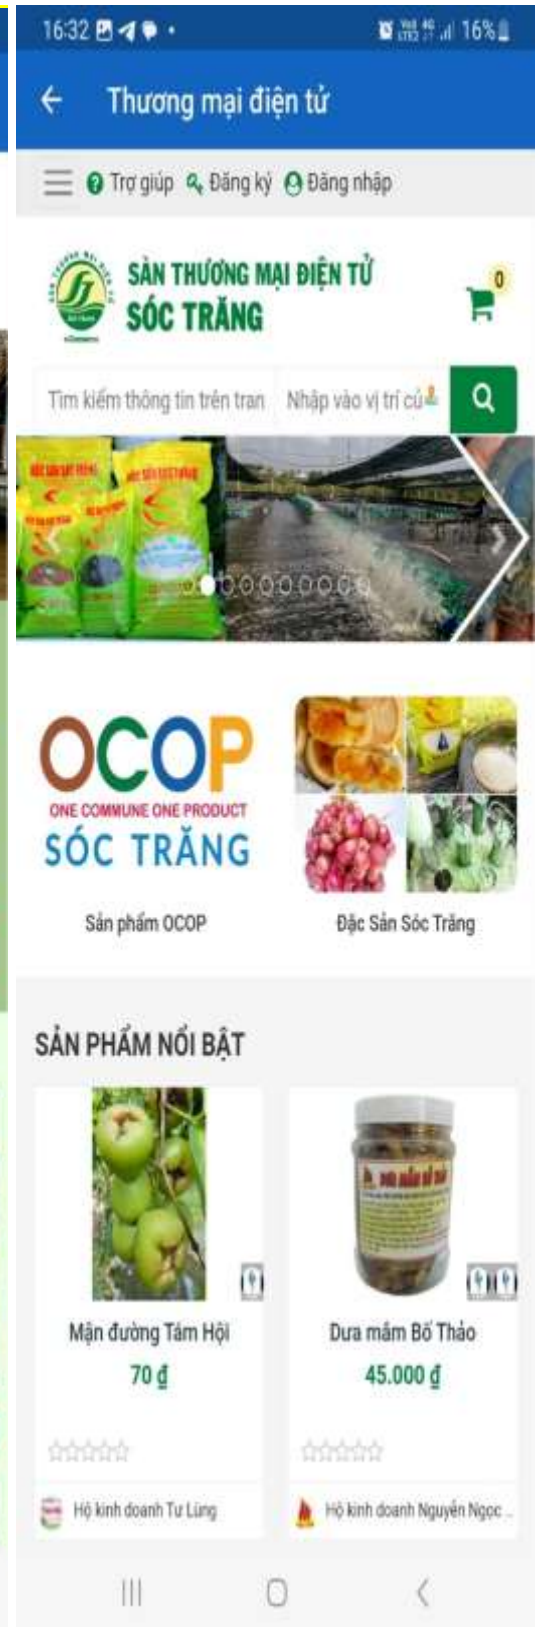 16:32
16%
Thương mại điện tử
Trợ giúp Đăng ký Đăng nhập
SÀN THƯƠNG MẠI ĐIỆN TỬ
SÓC TRĂNG
0
Tìm kiếm thông tin trên tran
Nhập vào vị trí củ
OCOP
ONE COMMUNE ONE PRODUCT
SÓC TRĂNG
Sản phẩm OCOP
Đặc Sản Sóc Trăng
SẢN PHẨM NỔI BẬT
Mận đường Tám Hội
Dưa mắm Bố Thảo
70 ₫
45.000 ₫
Hộ kinh doanh Tư Lùng
Hộ kinh doanh Nguyễn Ngọc ...